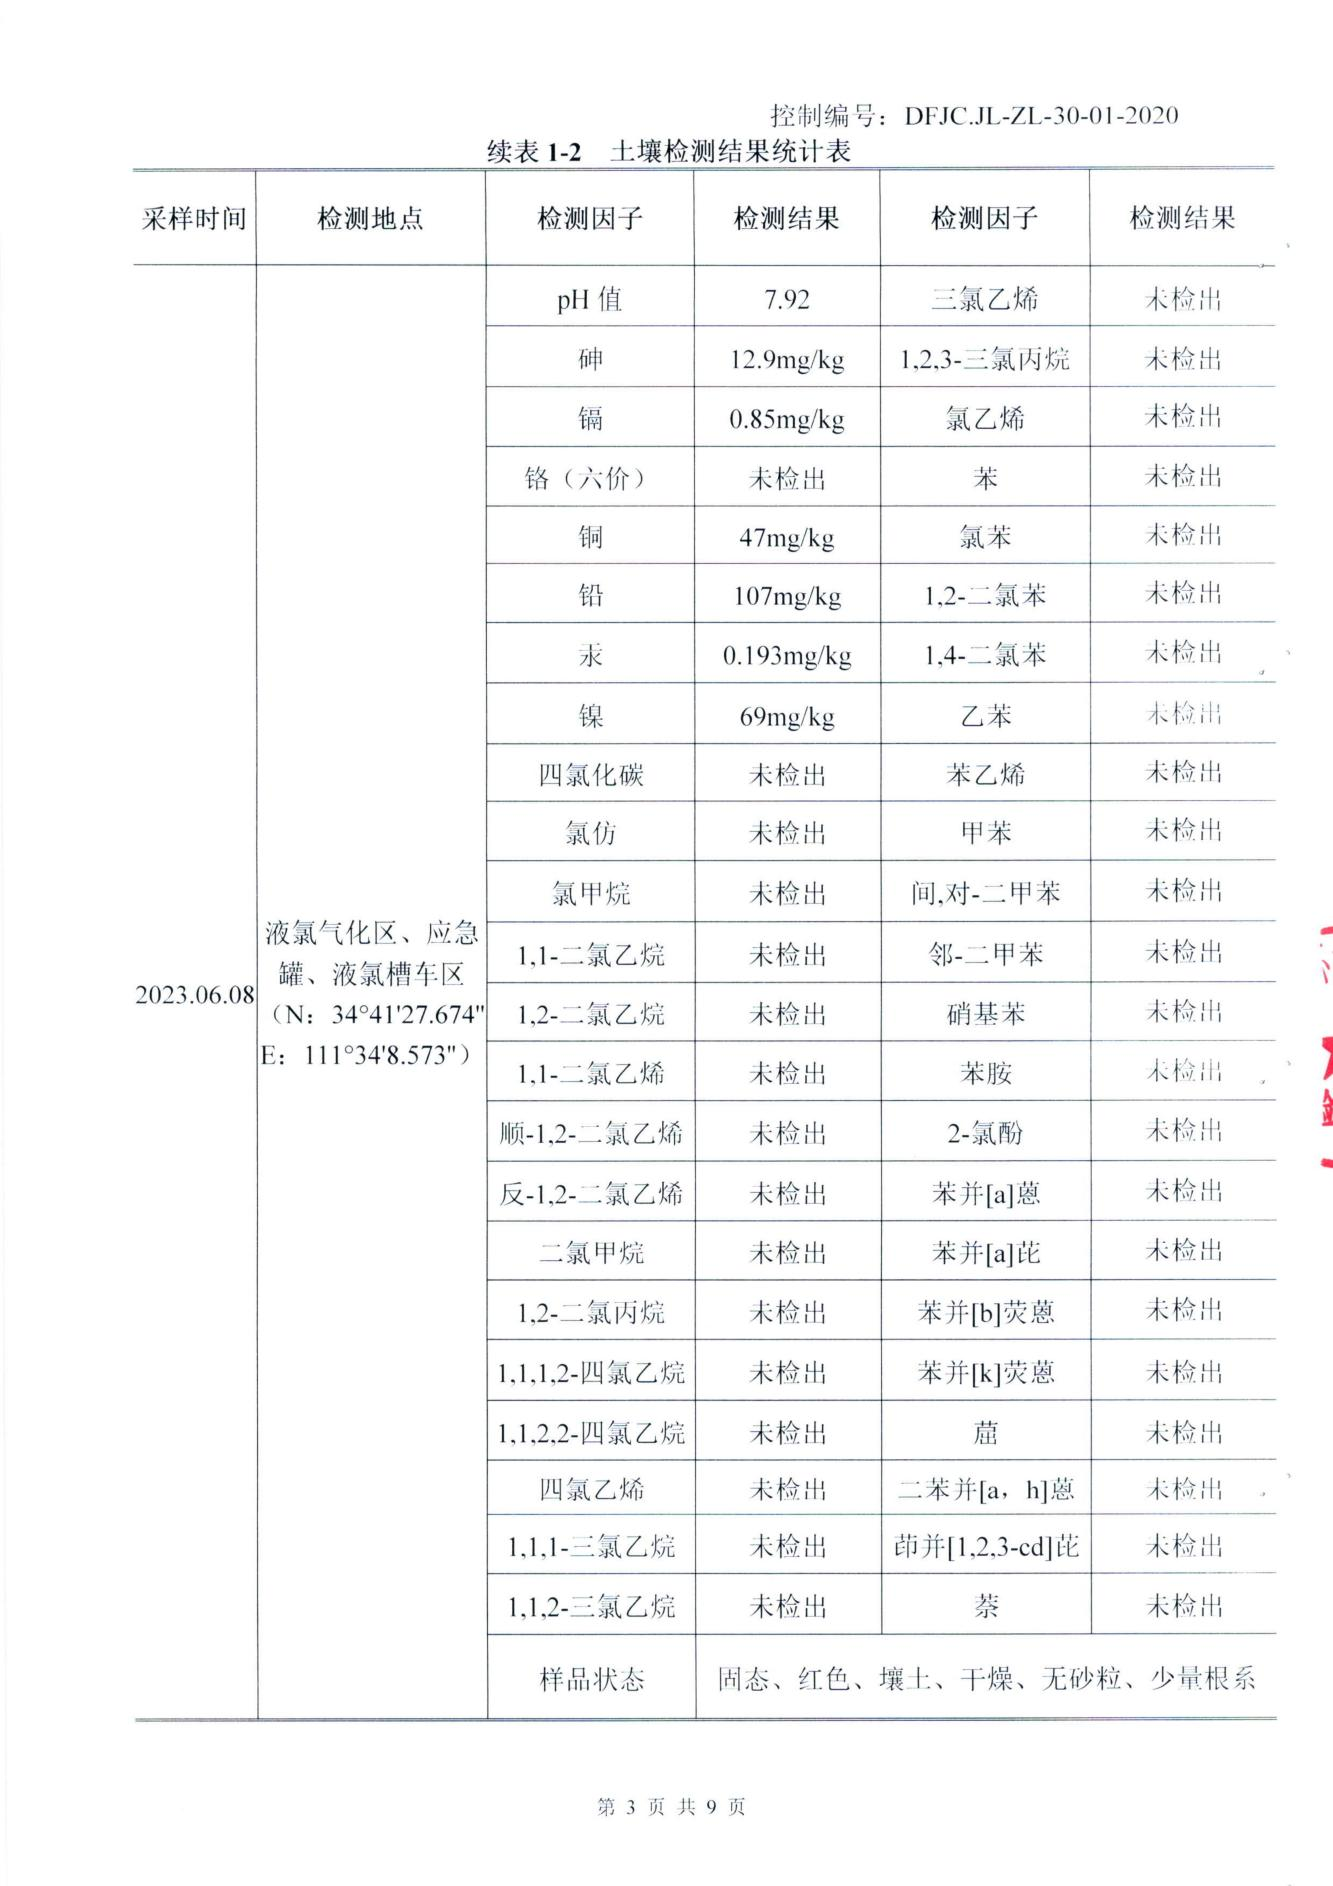 控制编号：DFJC.JL-ZL-30-01-2020
续表 1-2 土壤检测结果统计表
采样时间 检测地点 检测因子 检测结果 检测因子 检测结果
pH 值 7.92 三氯乙烯 未检出
砷 12.9mg/kg 1,2,3-三氯丙烷 未检出
镉 0.85mg/kg 氯乙烯 未检出
铬（六价） 未检出 苯 未检出
铜 47mg/kg 氯苯 未检出
铅 107mg/kg 1,2-二氯苯 未检出
汞 0.193mg/kg 1,4-二氯苯 未检出
镍 69mg/kg 乙苯 未检出
四氯化碳 未检出 苯乙烯 未检出
氯仿 未检出 甲苯 未检出
氯甲烷 未检出 间,对-二甲苯 未检出
2023.06.08
液氯气化区、应急
罐、液氯槽车区
（N：34°41'27.674"
E：111°34'8.573"）
1,1-二氯乙烷 未检出 邻-二甲苯 未检出
1,2-二氯乙烷 未检出 硝基苯 未检出
1,1-二氯乙烯 未检出 苯胺 未检出
顺-1,2-二氯乙烯 未检出 2-氯酚 未检出
反-1,2-二氯乙烯 未检出 苯并[a]蒽 未检出
二氯甲烷 未检出 苯并[a]芘 未检出
1,2-二氯丙烷 未检出 苯并[b]荧蒽 未检出
1,1,1,2-四氯乙烷 未检出 苯并[k]荧蒽 未检出
1,1,2,2-四氯乙烷 未检出 䓛 未检出
四氯乙烯 未检出 二苯并[a，h]蒽 未检出
1,1,1-三氯乙烷 未检出 茚并[1,2,3-cd]芘 未检出
1,1,2-三氯乙烷 未检出 萘 未检出
样品状态 固态、红色、壤土、干燥、无砂粒、少量根系
第 3 页 共 9 页